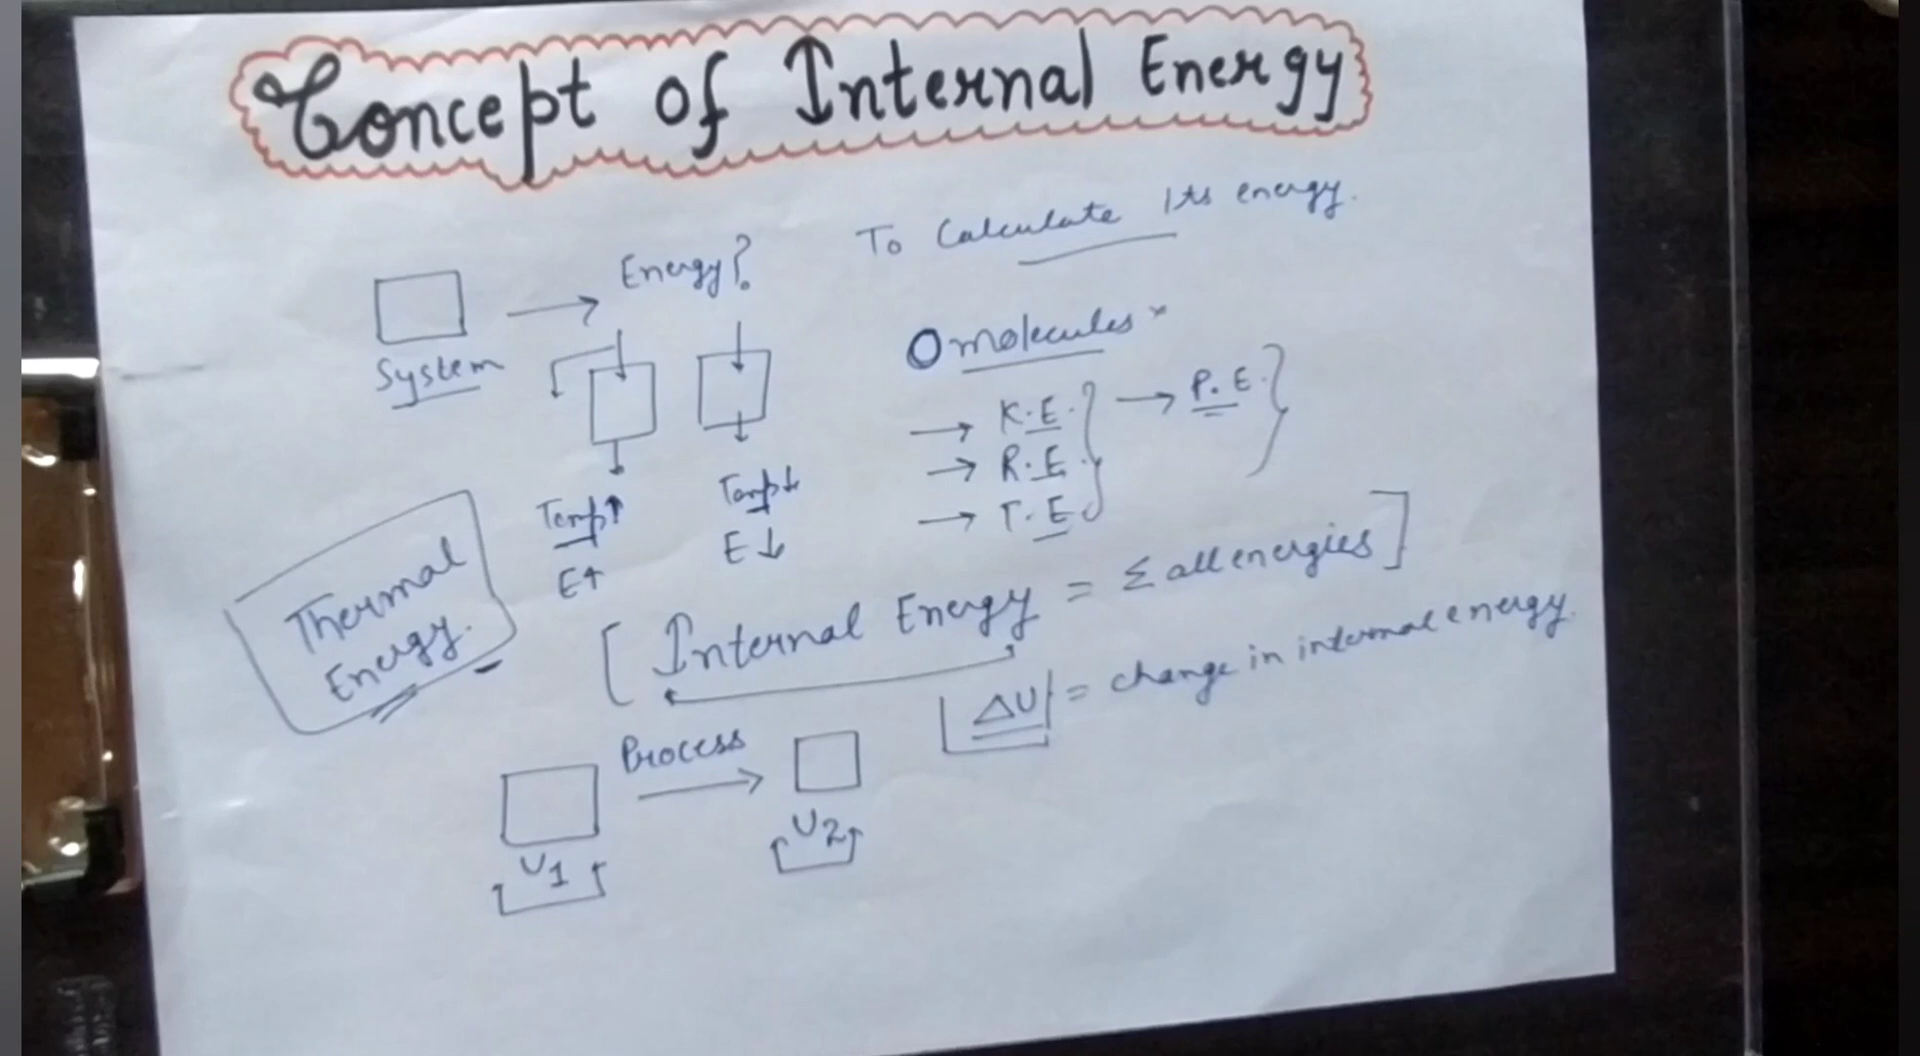 Concept of Internal Energy
To Calculate Its energy.
Energy?
System
molecules
K.E.
P.E.
R.E.
T.E
Temp↑
Temp↓
E↑
E↓
Thermal
Energy.
[Internal Energy = Σ all energies]
ΔU = change in internal energy.
Process
U1
U2